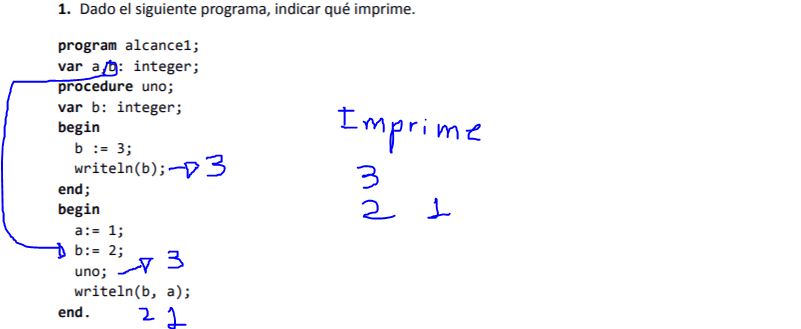 1. Dado el siguiente programa, indicar qué imprime.
program alcance1;
var a,b: integer;
procedure uno;
var b: integer;
begin
b := 3;
writeln(b); 3
end;
begin
a:= 1;
b:= 2;
uno; 3
writeln(b, a);
end. 2 1
Imprime
3
2 1